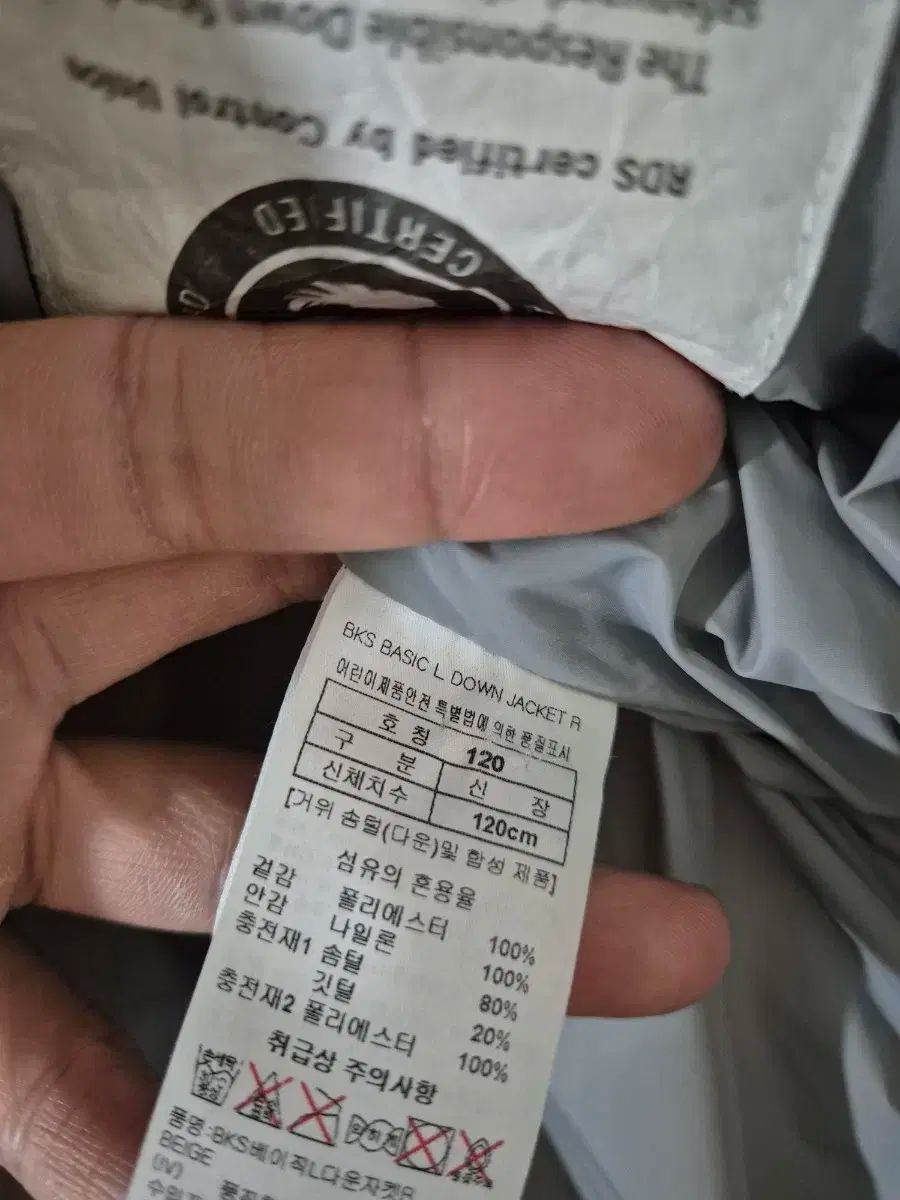 The Responsible Down
RDS certified by Control Union
CERTIFIED
BKS BASIC L DOWN JACKET R
어린이제품안전 특별법에 의한 품질표시
호 칭 120
구 분 신 장
신체치수 120cm
[거위 솜털(다운)및 합성 제품]
섬유의 혼용율
겉감 폴리에스터 100%
안감 나일론 100%
충전재1 솜털 80%
깃털 20%
충전재2 폴리에스터 100%
취급상 주의사항
품명:BKS베이직L다운자켓R
BEIGE
(IV)